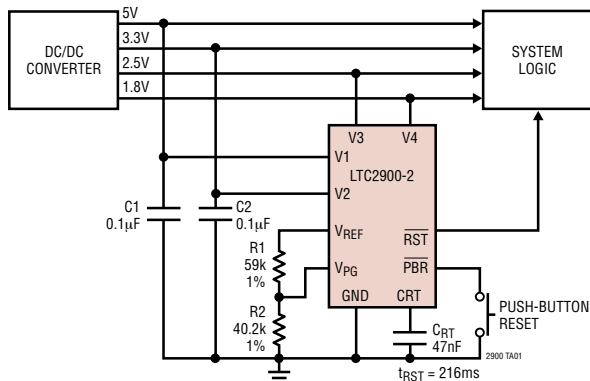 5V
3.3V
2.5V
1.8V
DC/DC
CONVERTER
SYSTEM
LOGIC
V3
V4
V1
LTC2900-2
V2
C1
0.1µF
C2
0.1µF
VREF
RST
R1
59k
1%
VPG
PBR
GND
CRT
R2
40.2k
1%
CRT
47nF
PUSH-BUTTON
RESET
2900 TA01
tRST = 216ms